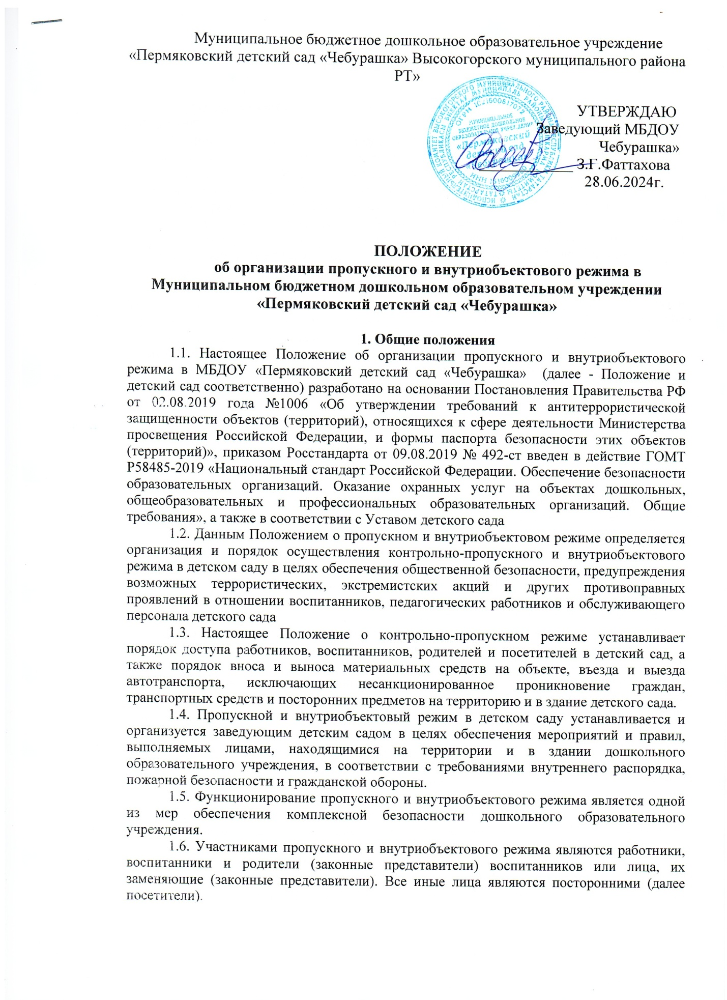 Муниципальное бюджетное дошкольное образовательное учреждение
«Пермяковский детский сад «Чебурашка» Высокогорского муниципального района
РТ»
УТВЕРЖДАЮ
Заведующий МБДОУ
Чебурашка»
З.Г.Фаттахова
28.06.2024г.
МУНИЦИПАЛЬНОЕ
БЮДЖЕТНОЕ ДОШКОЛЬНОЕ
«Пермяковский
ПОЛОЖЕНИЕ
об организации пропускного и внутриобъектового режима в
Муниципальном бюджетном дошкольном образовательном учреждении
«Пермяковский детский сад «Чебурашка»
1. Общие положения
1.1. Настоящее Положение об организации пропускного и внутриобъектового
режима в МБДОУ «Пермяковский детский сад «Чебурашка» (далее - Положение и
детский сад соответственно) разработано на основании Постановления Правительства РФ
от 02.08.2019 года №1006 «Об утверждении требований к антитеррористической
защищенности объектов (территорий), относящихся к сфере деятельности Министерства
просвещения Российской Федерации, и формы паспорта безопасности этих объектов
(территорий)», приказом Росстандарта от 09.08.2019 № 492-ст введен в действие ГОМТ
Р58485-2019 «Национальный стандарт Российской Федерации. Обеспечение безопасности
образовательных организаций. Оказание охранных услуг на объектах дошкольных,
общеобразовательных и профессиональных образовательных организаций. Общие
требования», а также в соответствии с Уставом детского сада
1.2. Данным Положением о пропускном и внутриобъектовом режиме определяется
организация и порядок осуществления контрольно-пропускного и внутриобъектового
режима в детском саду в целях обеспечения общественной безопасности, предупреждения
возможных террористических, экстремистских акций и других противоправных
проявлений в отношении воспитанников, педагогических работников и обслуживающего
персонала детского сада
1.3. Настоящее Положение о контрольно-пропускном режиме устанавливает
порядок доступа работников, воспитанников, родителей и посетителей в детский сад, а
также порядок вноса и выноса материальных средств на объекте, въезда и выезда
автотранспорта, исключающих несанкционированное проникновение граждан,
транспортных средств и посторонних предметов на территорию и в здание детского сада.
1.4. Пропускной и внутриобъектовый режим в детском саду устанавливается и
организуется заведующим детским садом в целях обеспечения мероприятий и правил,
выполняемых лицами, находящимися на территории и в здании дошкольного
образовательного учреждения, в соответствии с требованиями внутреннего распорядка,
пожарной безопасности и гражданской обороны.
1.5. Функционирование пропускного и внутриобъектового режима является одной
из мер обеспечения комплексной безопасности дошкольного образовательного
учреждения.
1.6. Участниками пропускного и внутриобъектового режима являются работники,
воспитанники и родители (законные представители) воспитанников или лица, их
заменяющие (законные представители). Все иные лица являются посторонними (далее
посетители).